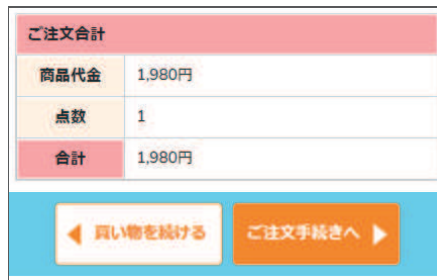 ご注文合計
商品代金 1,980円
点数 1
合計 1,980円
買い物を続ける ご注文手続きへ